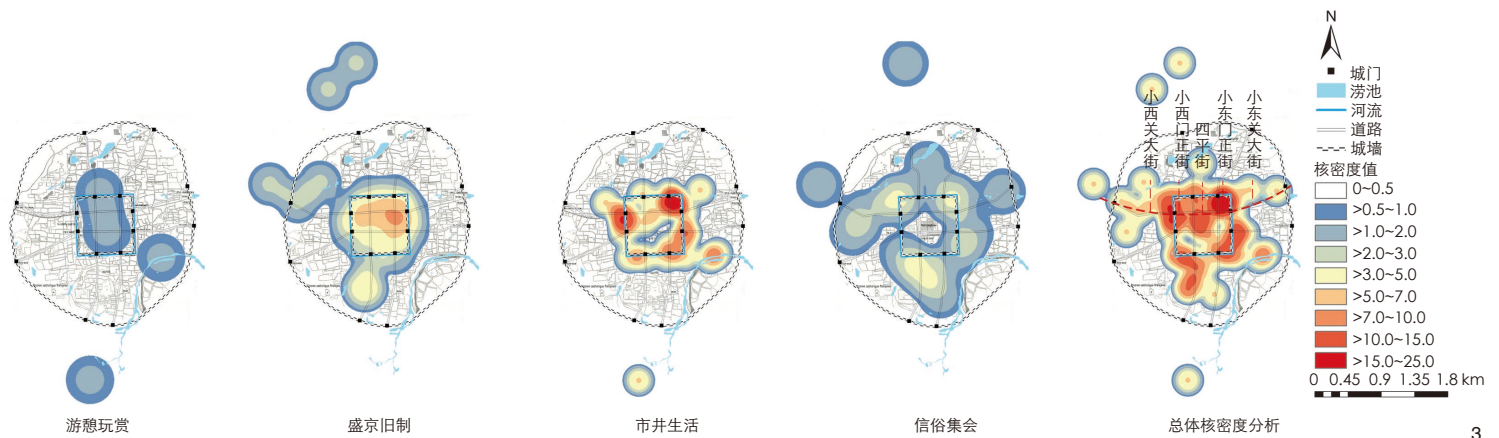 N
城门
涝池
河流
道路
城墙
核密度值
0~0.5
>0.5~1.0
>1.0~2.0
>2.0~3.0
>3.0~5.0
>5.0~7.0
>7.0~10.0
>10.0~15.0
>15.0~25.0
0 0.45 0.9 1.35 1.8 km
小西关大街
小西门正街
四平街
小东门正街
小东关大街
游憩玩赏
盛京旧制
市井生活
信俗集会
总体核密度分析
3